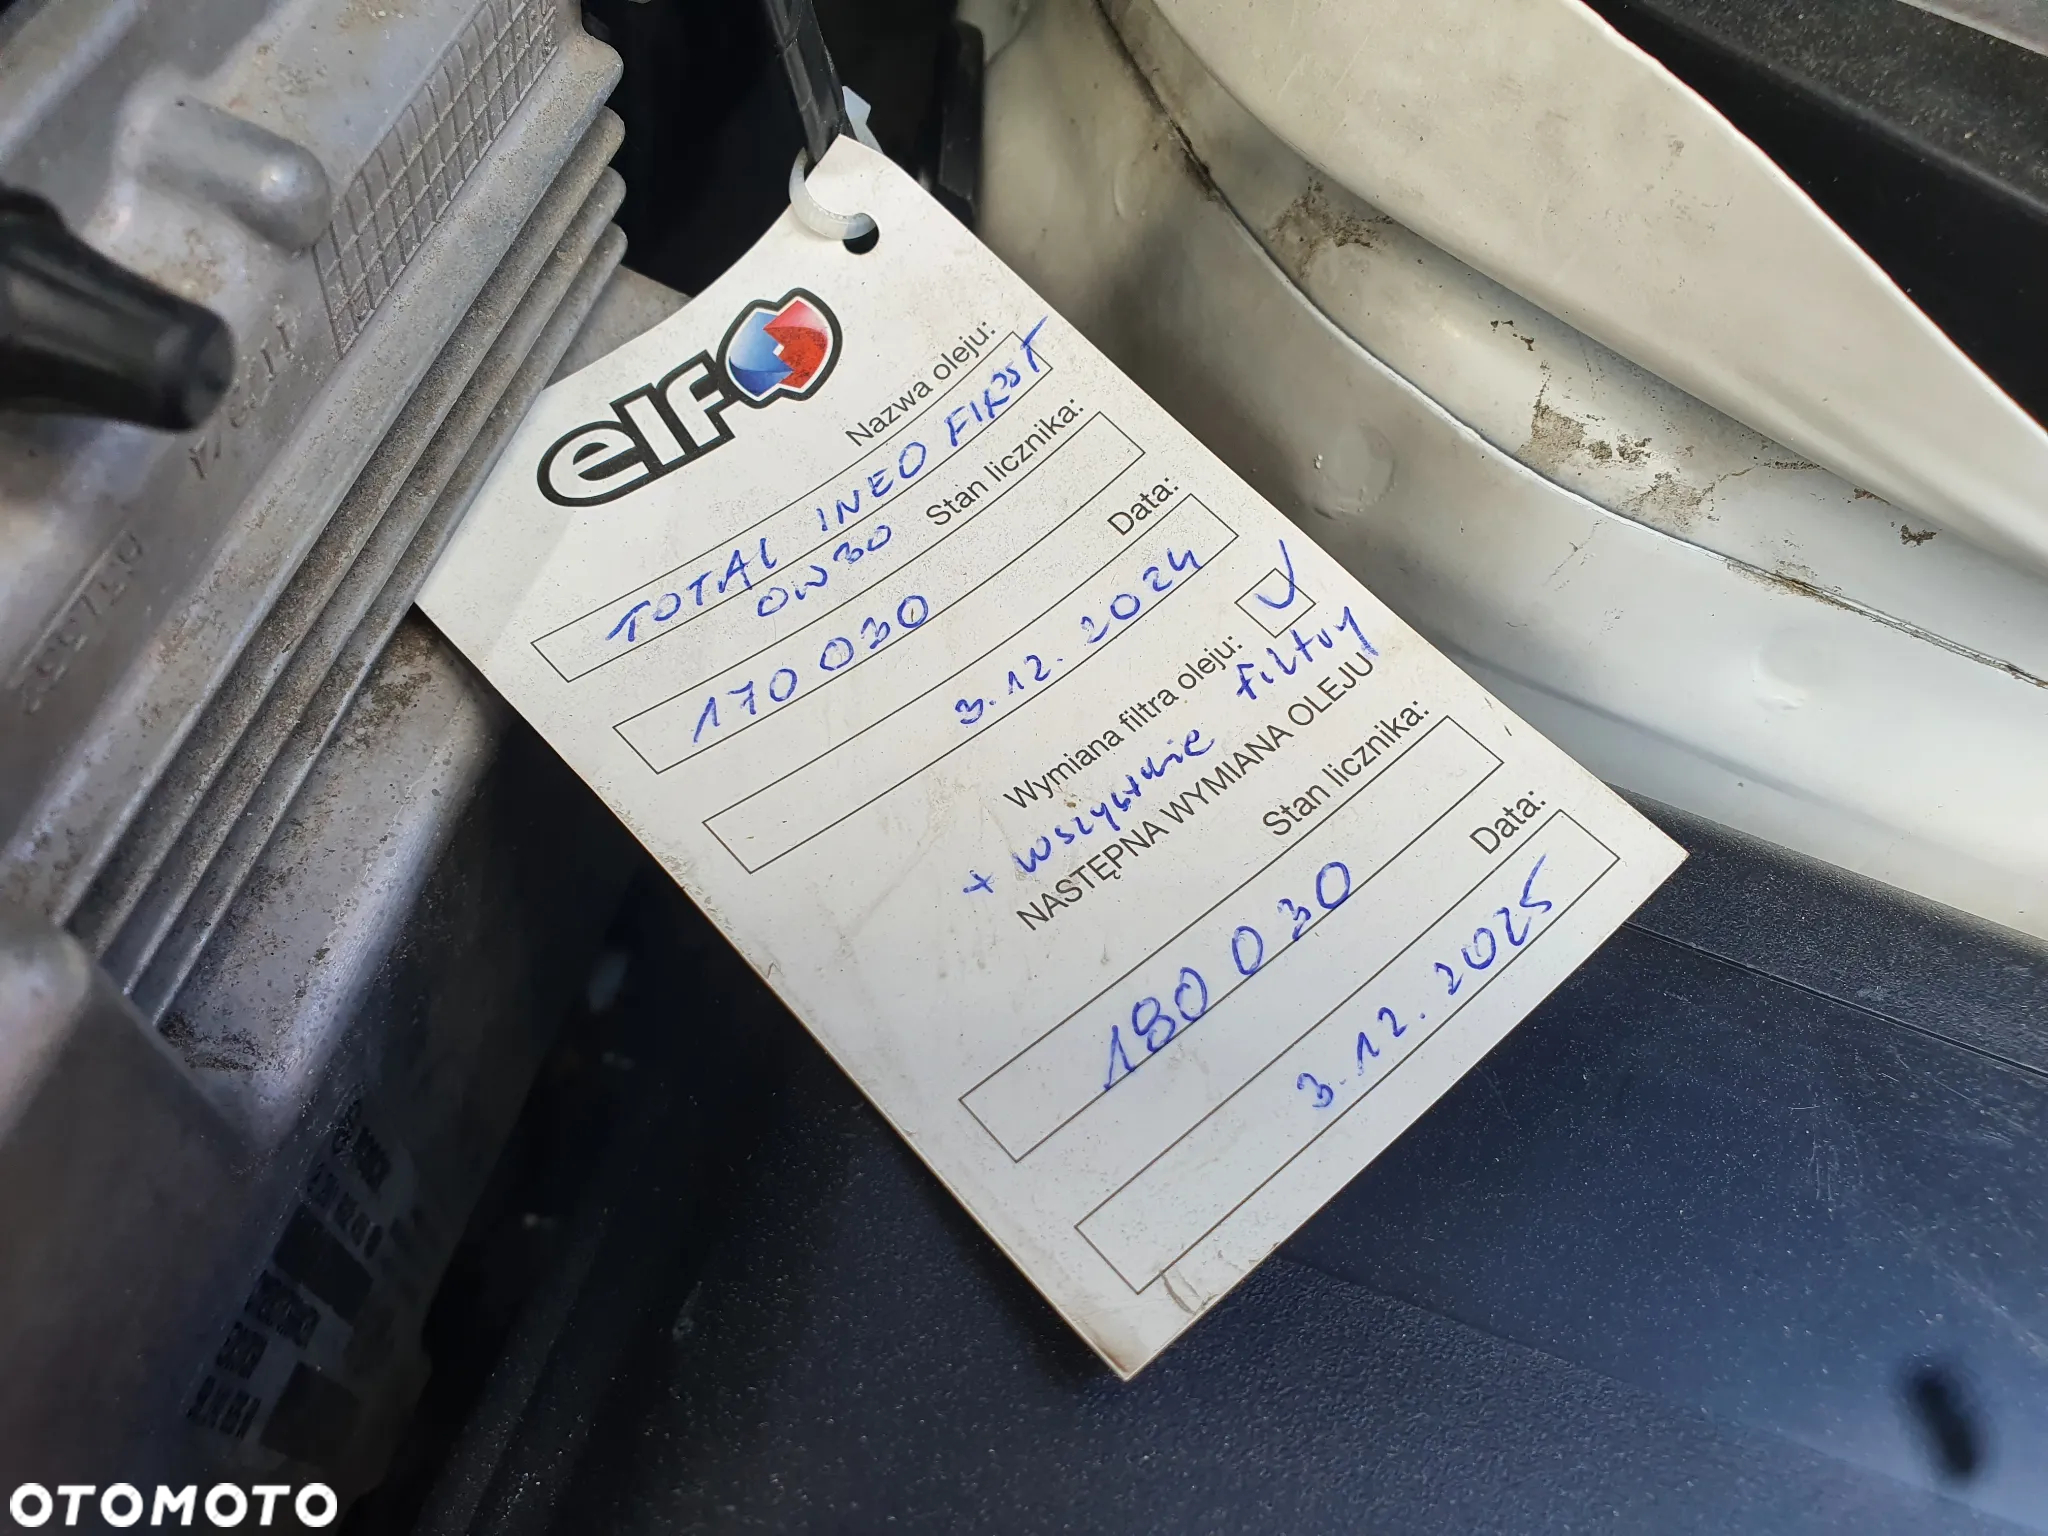 elf
Nazwa oleju:
TOTAL INEO FIRST
0W30
Stan licznika:
170 030
Data:
3.12.2024
Wymiana filtra oleju:
+ wszystkie filtry
NASTĘPNA WYMIANA OLEJU
Stan licznika:
180 030
Data:
3.12.2025
OTOMOTO